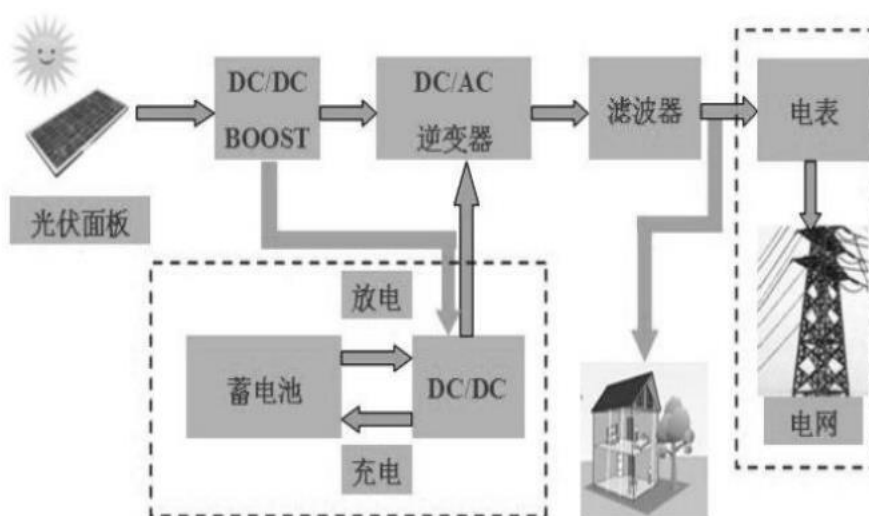 DC/DC
BOOST
DC/AC
逆变器
滤波器
电表
光伏面板
放电
蓄电池
DC/DC
充电
电网